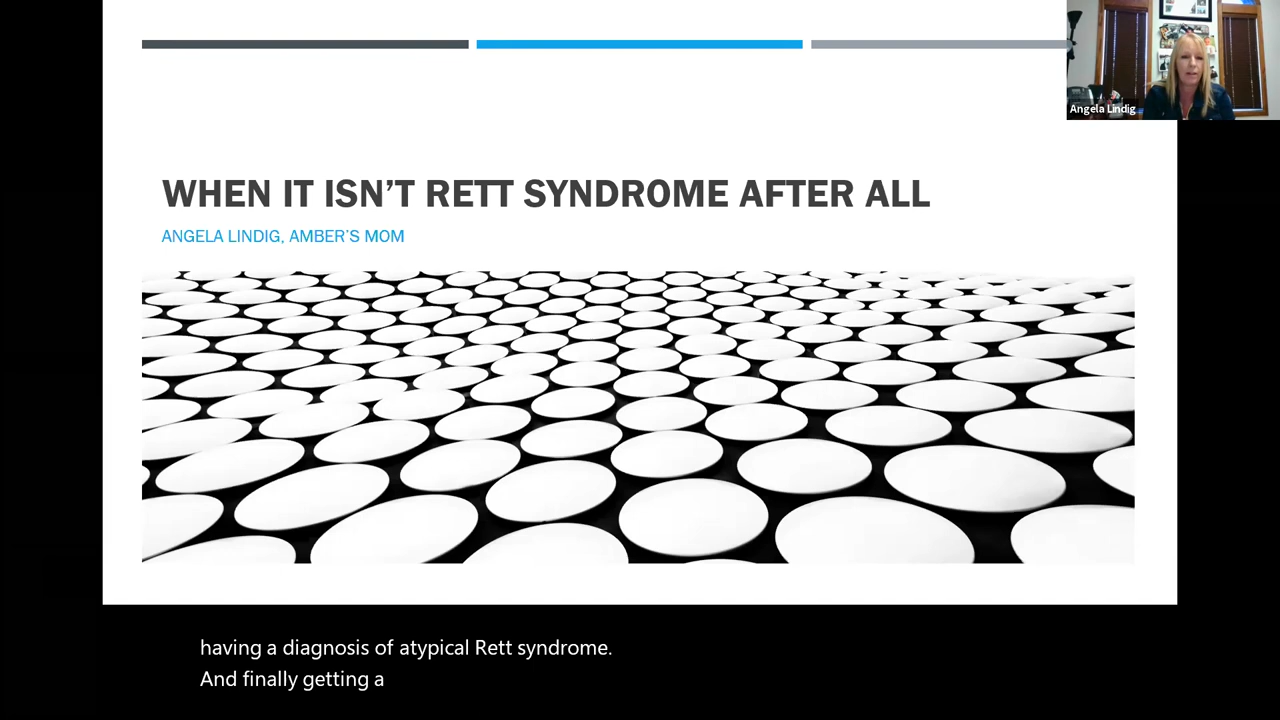 Angela Lindig
WHEN IT ISN’T RETT SYNDROME AFTER ALL
ANGELA LINDIG, AMBER’S MOM
having a diagnosis of atypical Rett syndrome.
And finally getting a